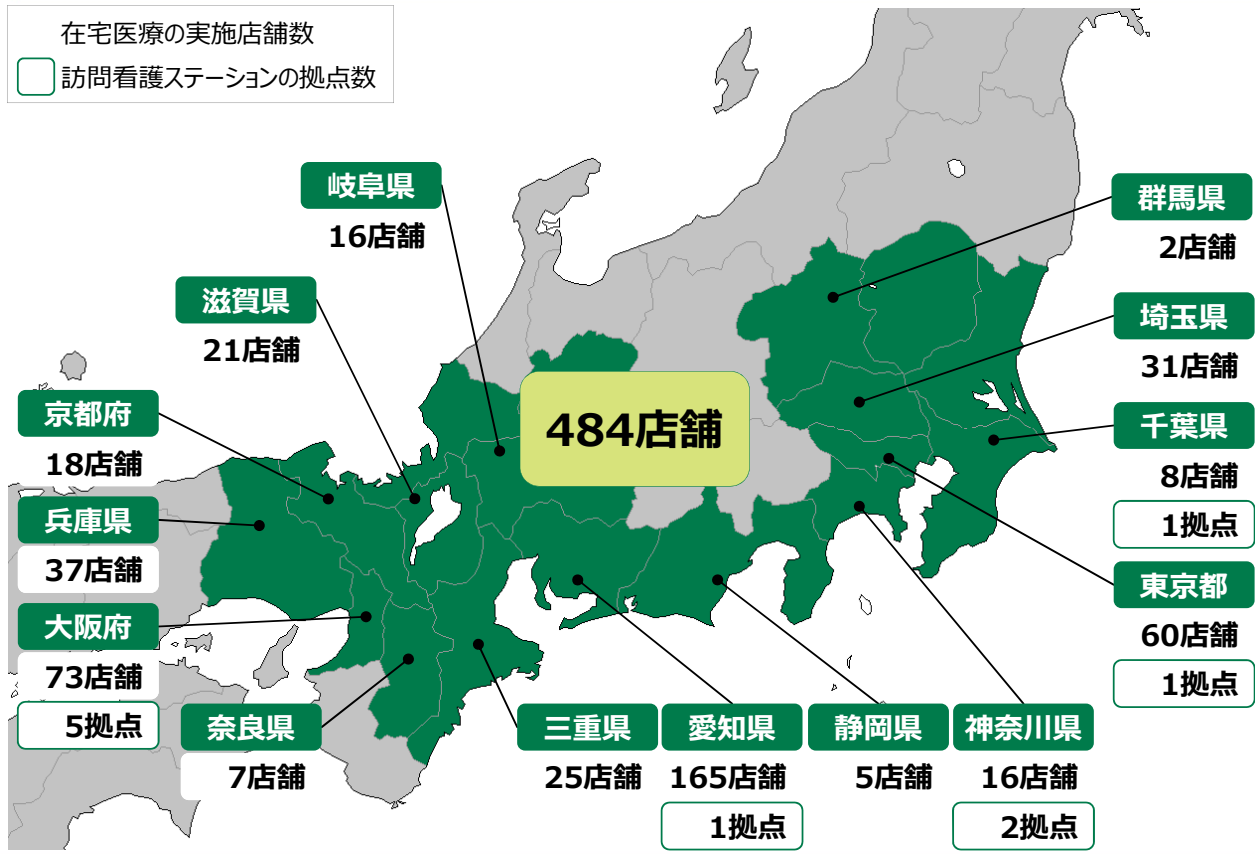 在宅医療の実施店舗数
訪問看護ステーションの拠点数
岐阜県
16店舗
滋賀県
21店舗
京都府
18店舗
兵庫県
37店舗
大阪府
73店舗
5拠点
奈良県
7店舗
三重県
25店舗
愛知県
165店舗
1拠点
静岡県
5店舗
神奈川県
16店舗
2拠点
484店舗
群馬県
2店舗
埼玉県
31店舗
千葉県
8店舗
1拠点
東京都
60店舗
1拠点